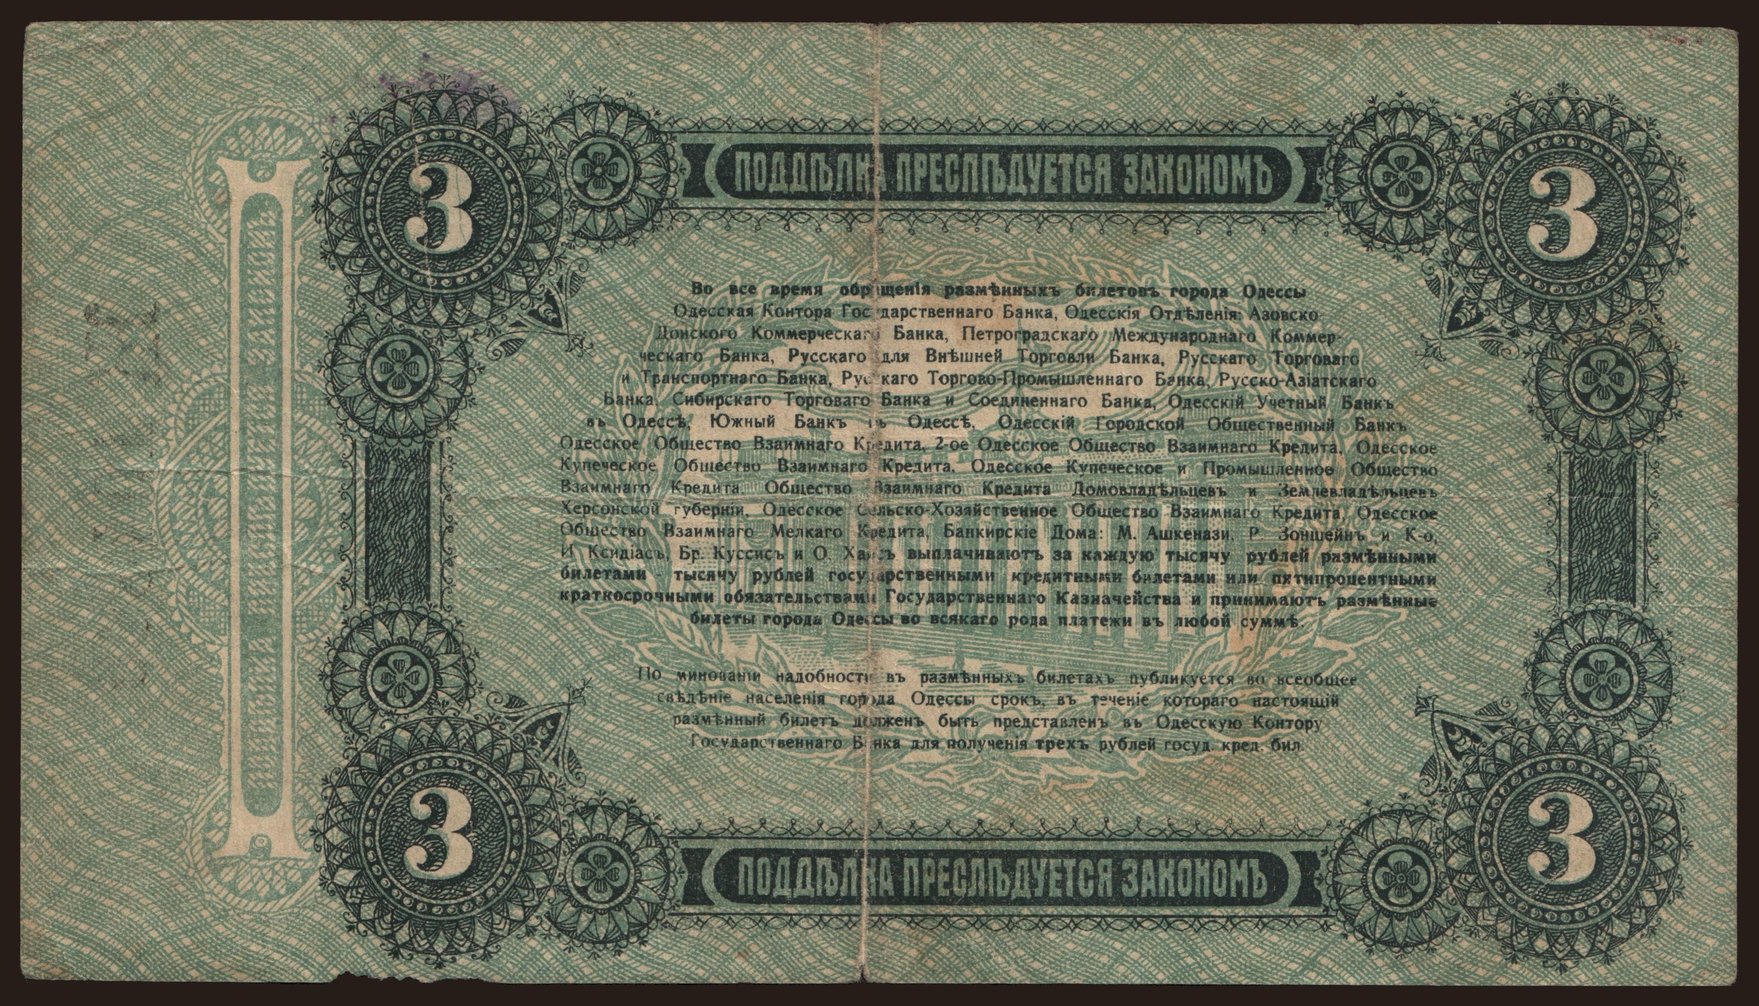 3
ПОДДѢЛКА ПРЕСЛѢДУЕТСЯ ЗАКОНОМЪ
3
Во все время обращенія размѣнныхъ билетовъ города Одессы
Одесская Контора Государственнаго Банка, Одесскія Отдѣленія: Азовско-
Донского Коммерческаго Банка, Петроградскаго Международнаго Коммер-
ческаго Банка, Русскаго для Внѣшней Торговли Банка, Русскаго Торговаго
и Транспортнаго Банка, Русскаго Торгово-Промышленнаго Банка, Русско-Азіатскаго
Банка, Сибирскаго Торговаго Банка и Соединеннаго Банка, Одесскій Учетный Банкъ
въ Одессѣ, Южный Банкъ въ Одессѣ, Одесскій Городской Общественный Банкъ
Одесское Общество Взаимнаго Кредита, 2-ое Одесское Общество Взаимнаго Кредита, Одесское
Купеческое Общество Взаимнаго Кредита, Одесское Купеческое и Промышленное Общество
Взаимнаго Кредита Общество Взаимнаго Кредита Домовладѣльцевъ и Землевладѣльцевъ
Херсонской губерніи, Одесское Сельско-Хозяйственное Общество Взаимнаго Кредита, Одесское
Общество Взаимнаго Мелкаго Кредита, Банкирскіе Дома: М. Ашкенази, Р. Зоншейнъ и К-о,
И. Ксидіасъ, Бр. Куссисъ и О. Хаисъ выплачиваютъ за каждую тысячу рублей размѣнными
билетами тысячу рублей государственными кредитными билетами или пятипроцентными
краткосрочными обязательствами Государственнаго Казначейства и принимаютъ размѣнные
билеты города Одессы во всякаго рода платежи въ любой суммѣ.
По минованіи надобности въ размѣнныхъ билетахъ публикуется во всеобщее
свѣдѣніе населенія города Одессы срокъ, въ теченіе котораго настоящій
размѣнный билетъ долженъ быть представленъ въ Одесскую Контору
Государственнаго Банка для полученія трехъ рублей госуд. кред. бил.
3
ПОДДѢЛКА ПРЕСЛѢДУЕТСЯ ЗАКОНОМЪ
3